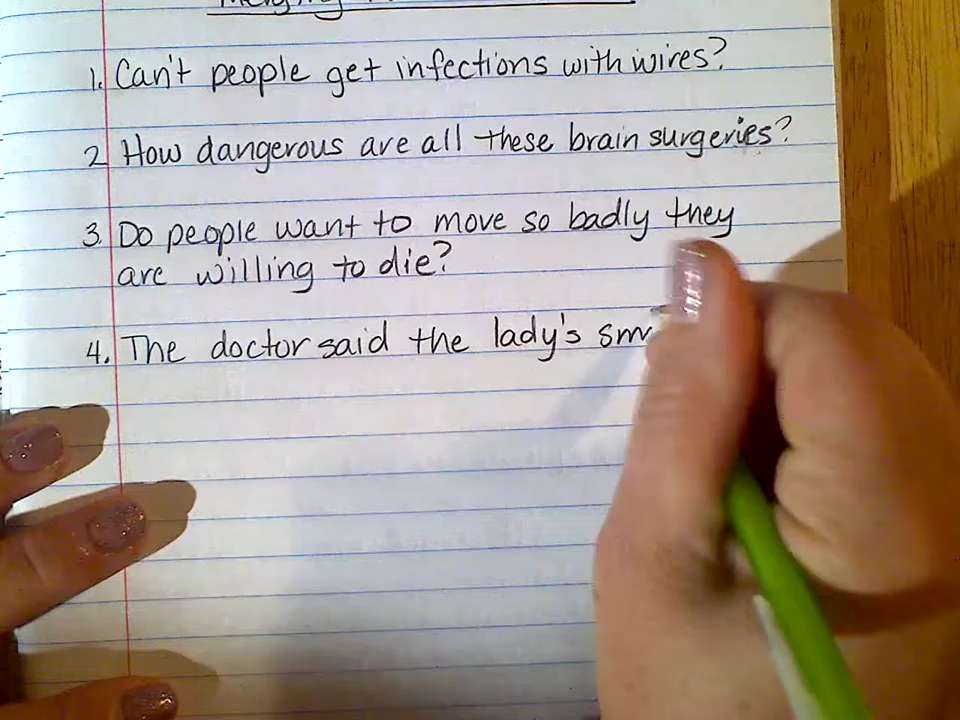 1. Can't people get infections with wires?
2 How dangerous are all these brain surgeries?
3. Do people want to move so badly they
are willing to die?
4. The doctor said the lady's sm